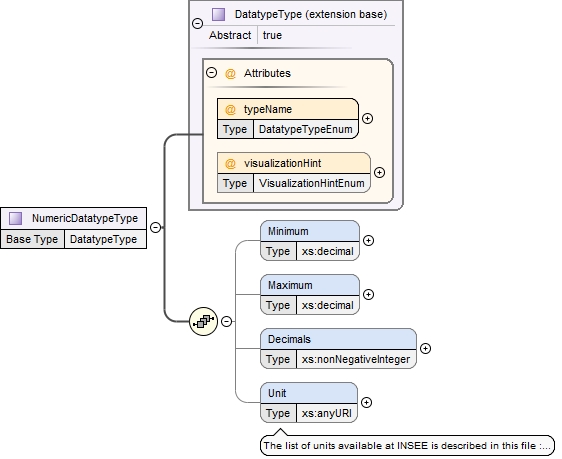 DatatypeType (extension base)
Abstract true
@ Attributes
@ typeName
Type DatatypeTypeEnum
@ visualizationHint
Type VisualizationHintEnum
NumericDatatypeType
Base Type DatatypeType
Minimum
Type xs:decimal
Maximum
Type xs:decimal
Decimals
Type xs:nonNegativeInteger
Unit
Type xs:anyURI
The list of units available at INSEE is described in this file :...